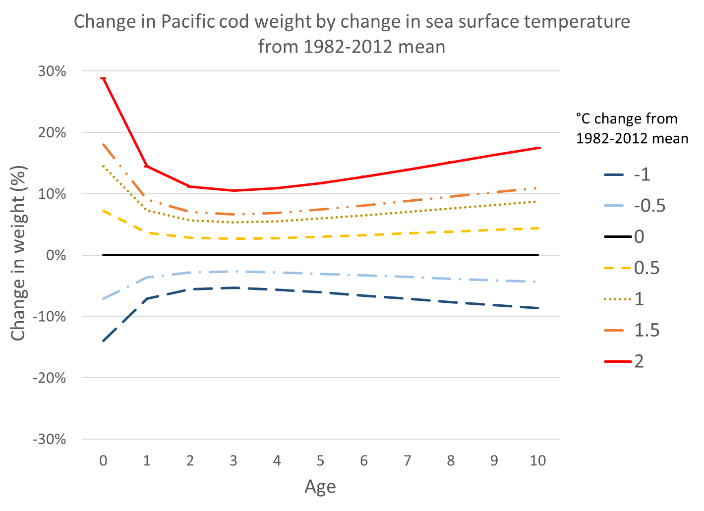 Change in Pacific cod weight by change in sea surface temperature
from 1982-2012 mean
30%
20%
10%
0%
-10%
-20%
-30%
Change in weight (%)
0 1 2 3 4 5 6 7 8 9 10
Age
°C change from
1982-2012 mean
-1
-0.5
0
0.5
1
1.5
2